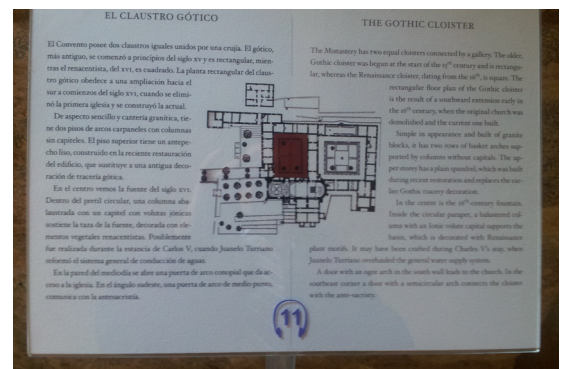 EL CLAUSTRO GÓTICO
El Convento posee dos claustros iguales unidos por una crujía. El gótico,
más antiguo, se comenzó a principios del siglo XV y es rectangular, mien-
tras el renacentista, del XVI, es cuadrado. La planta rectangular del claus-
tro gótico obedece a una ampliación hacia el
sur a comienzos del siglo XVI, cuando se elimi-
nó la primera iglesia y se construyó la actual.
De aspecto sencillo y cantería granítica, tie-
ne dos pisos de arcos carpaneles con columnas
sin capiteles. El piso superior tiene un antepe-
cho liso, construido en la reciente restauración
del edificio, que sustituye a una antigua deco-
ración de tracería gótica.
En el centro vemos la fuente del siglo XVI.
Dentro del pretil circular, una columna aba-
laustrada con un capitel con volutas jónicas
sostiene la taza de la fuente, decorada con ele-
mentos vegetales renacentistas. Posiblemente
fue realizada durante la estancia de Carlos V, cuando Juanelo Turriano
reformó el sistema general de conducción de aguas.
En la pared del mediodía se abre una puerta de arco conopial que da ac-
ceso a la iglesia. En el ángulo sudeste, una puerta de arco de medio punto,
comunica con la antesacristía.
THE GOTHIC CLOISTER
The Monastery has two equal cloisters connected by a gallery. The older,
Gothic cloister was begun at the start of the 15th century and is rectangu-
lar, whereas the Renaissance cloister, dating from the 16th, is square. The
rectangular floor plan of the Gothic cloister
is the result of a southward extension early in
the 16th century, when the original church was
demolished and the current one built.
Simple in appearance and built of granite
blocks, it has two rows of basket arches sup-
ported by columns without capitals. The up-
per story has a plain spandrel, which was built
during recent restoration and replaces the ear-
lier Gothic tracery decoration.
In the centre is the 16th-century fountain.
Inside the circular parapet, a balustered col-
umn with an Ionic volute capital supports the
basin, which is decorated with Renaissance
plant motifs. It may have been crafted during Charles V's stay, when
Juanelo Turriano overhauled the general water supply system.
A door with an ogee arch in the south wall leads to the church. In the
southeast corner a door with a semicircular arch connects the cloister
with the ante-sacristy.
11